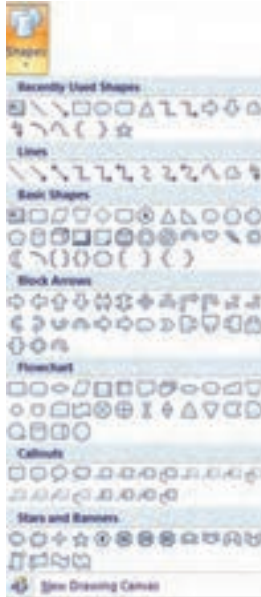 Shapes
Recently Used Shapes
Lines
Basic Shapes
Block Arrows
Flowchart
Callouts
Stars and Banners
New Drawing Canvas